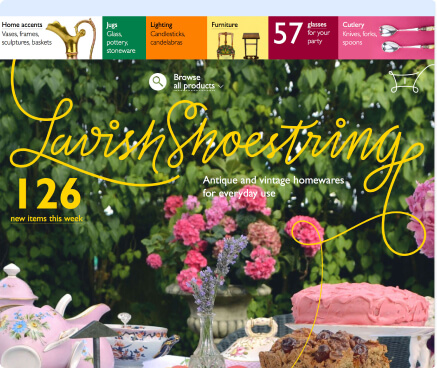 Home accents
Vases, frames,
sculptures, baskets
Jugs
Glass,
pottery,
stoneware
Lighting
Candlesticks,
candelabras
Furniture
57 glasses
for your
party
Cutlery
Knives, forks,
spoons
Browse
all products
Lavish Shoestring
126
new items this week
Antique and vintage homewares
for everyday use